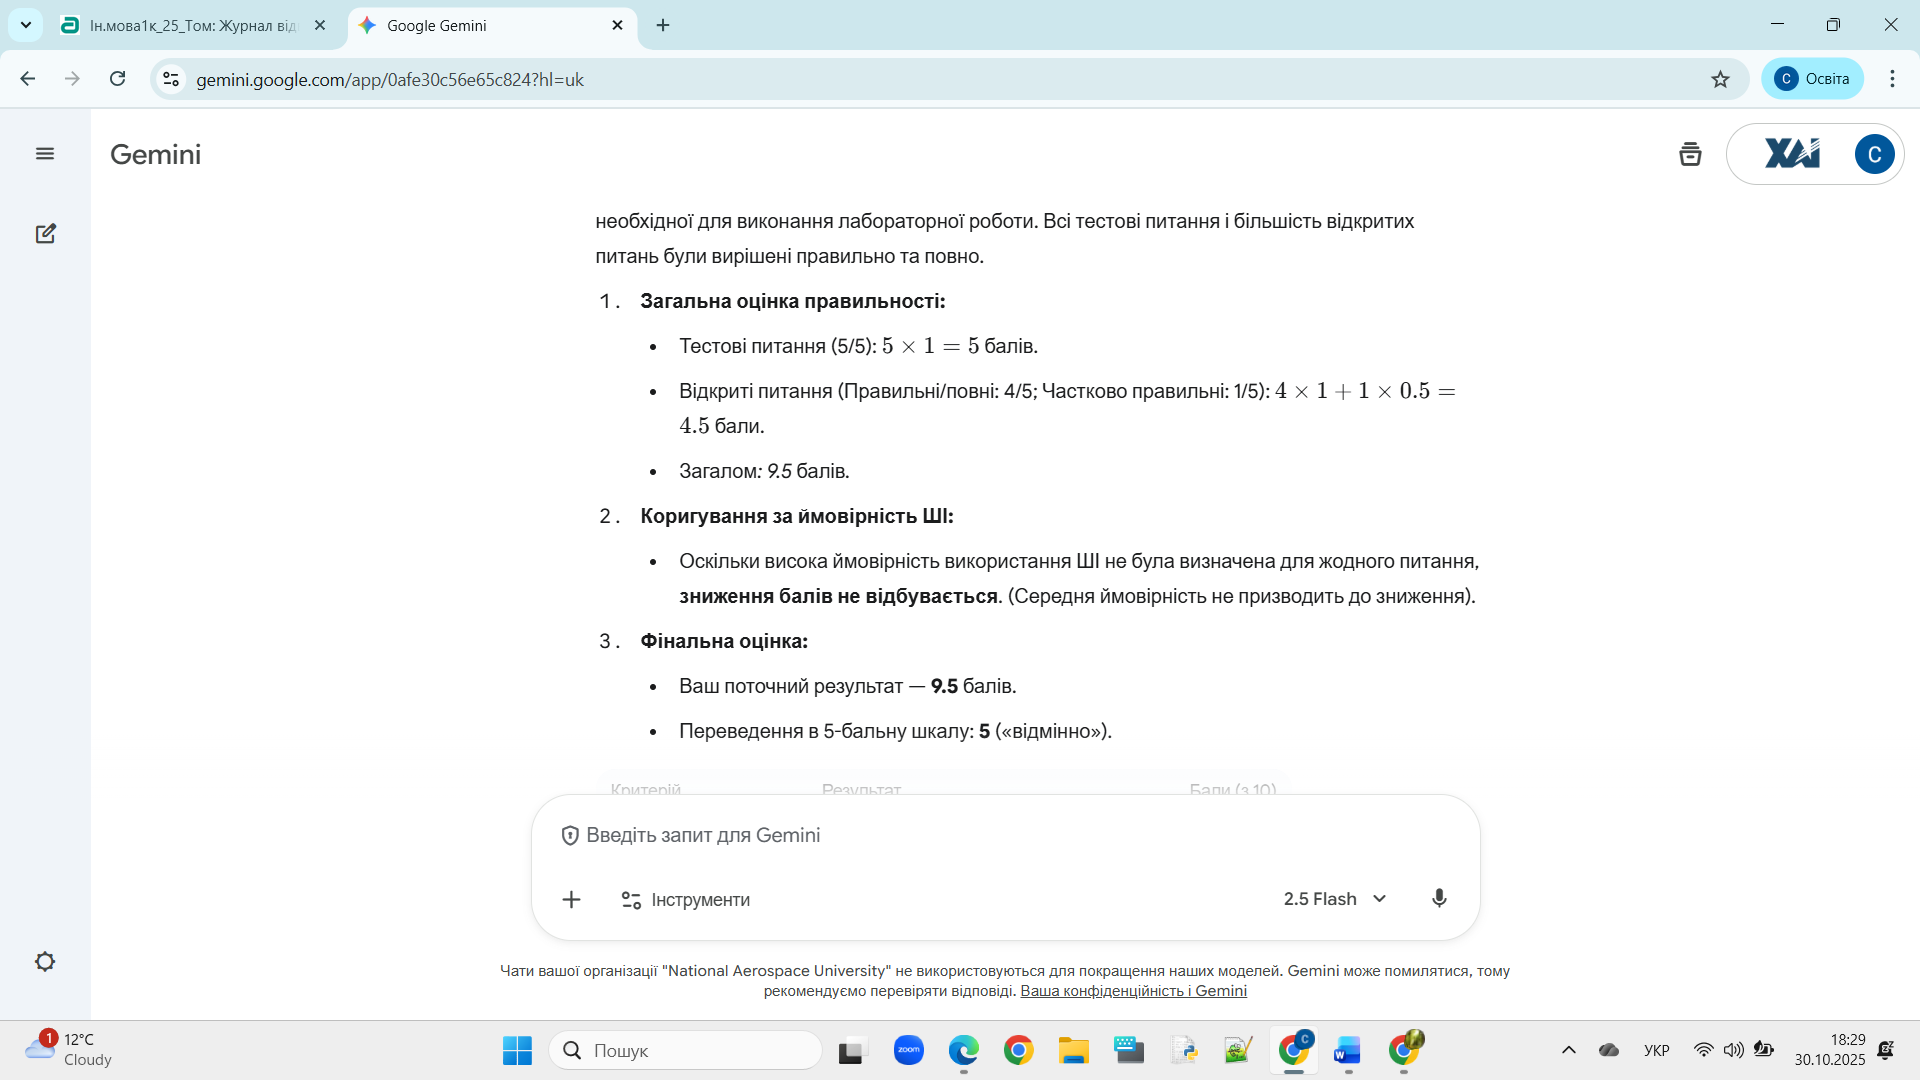 Ін.мова1к_25_Том: Журнал від
Google Gemini
gemini.google.com/app/0afe30c56e65c824?hl=uk
С Освіта
Gemini
ХАІ
С
необхідної для виконання лабораторної роботи. Всі тестові питання і більшість відкритих
питань були вирішені правильно та повно.
1. Загальна оцінка правильності:
• Тестові питання (5/5): 5 × 1 = 5 балів.
• Відкриті питання (Правильні/повні: 4/5; Частково правильні: 1/5): 4 × 1 + 1 × 0.5 =
4.5 бали.
• Загалом: 9.5 балів.
2. Коригування за ймовірність ШІ:
• Оскільки висока ймовірність використання ШІ не була визначена для жодного питання,
зниження балів не відбувається. (Середня ймовірність не призводить до зниження).
3. Фінальна оцінка:
• Ваш поточний результат — 9.5 балів.
• Переведення в 5-бальну шкалу: 5 («відмінно»).
Критерій Результат Бали (з 10)
Введіть запит для Gemini
Інструменти
2.5 Flash
Чати вашої організації "National Aerospace University" не використовуються для покращення наших моделей. Gemini може помилятися, тому
рекомендуємо перевіряти відповіді. Ваша конфіденційність і Gemini
1
12°C
Cloudy
Пошук
zoom
C
W
УКР
18:29
30.10.2025